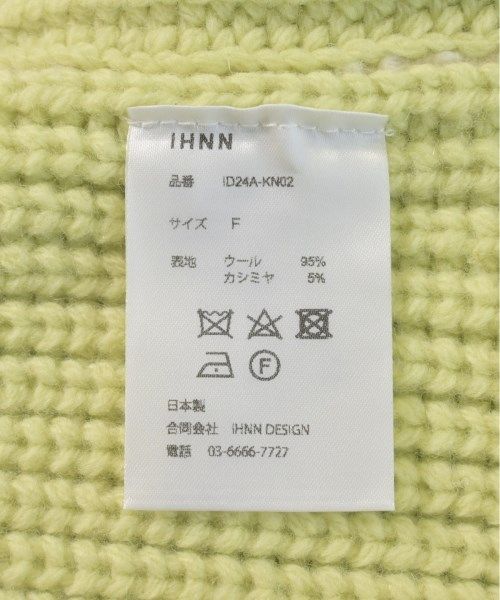 IHNN
品番 ID24A-KN02
サイズ F
表地 ウール 95%
カシミヤ 5%
F
日本製
合同会社 iHNN DESIGN
電話 03-6666-7727